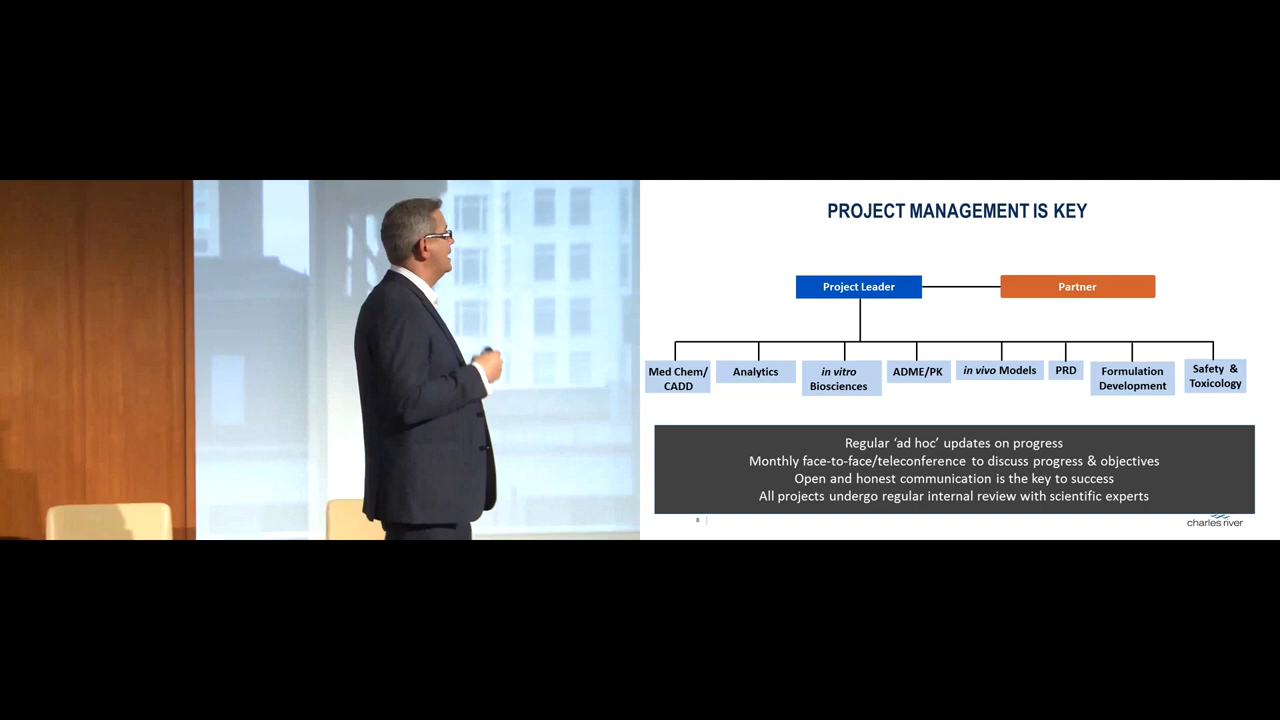 PROJECT MANAGEMENT IS KEY
Project Leader
Partner
Med Chem/
CADD
Analytics
in vitro
Biosciences
ADME/PK
in vivo Models
PRD
Formulation
Development
Safety &
Toxicology
Regular ‘ad hoc’ updates on progress
Monthly face-to-face/teleconference to discuss progress & objectives
Open and honest communication is the key to success
All projects undergo regular internal review with scientific experts
8
charles river